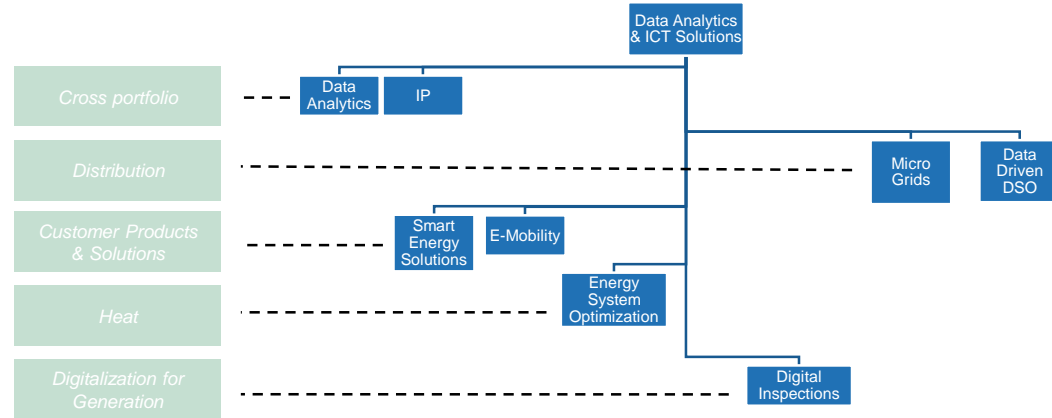 Data Analytics
& ICT Solutions
Cross portfolio
Data
Analytics
IP
Distribution
Micro
Grids
Data
Driven
DSO
Customer Products
& Solutions
Smart
Energy
Solutions
E-Mobility
Heat
Energy
System
Optimization
Digitalization for
Generation
Digital
Inspections